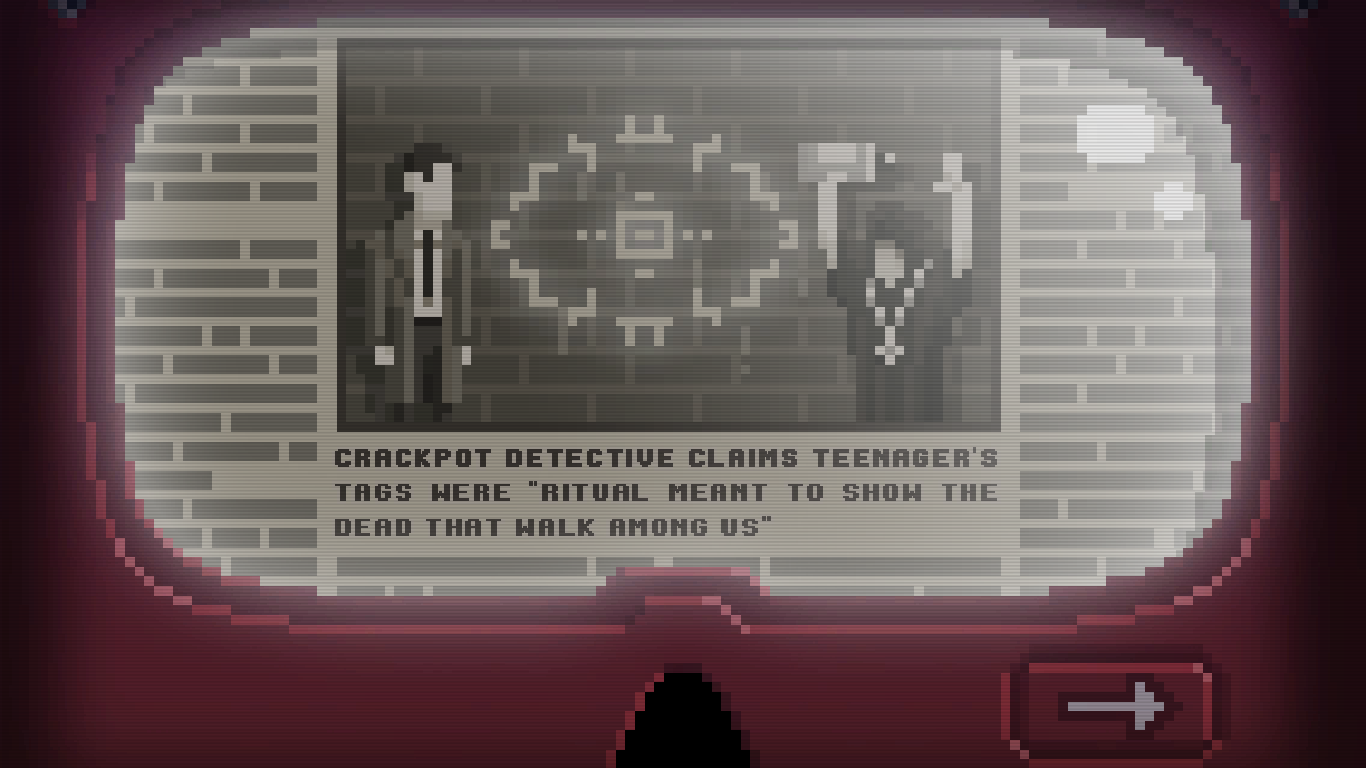 CRACKPOT DETECTIVE CLAIMS TEENAGER'S
TAGS WERE "RITUAL MEANT TO SHOW THE
DEAD THAT WALK AMONG US"